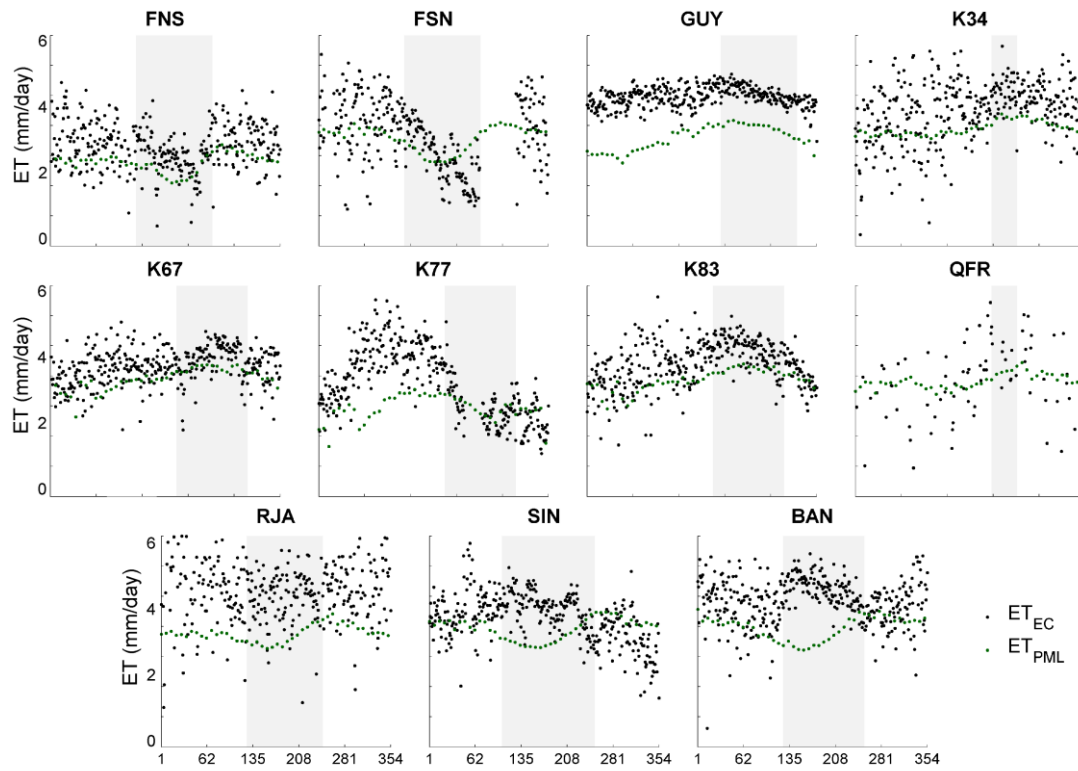 FNS FSN GUY K34
6
4
2
0
ET (mm/day)
K67 K77 K83 QFR
6
4
2
0
ET (mm/day)
RJA SIN BAN
6
4
2
0
ET (mm/day)
ET_EC
ET_PML
1 62 135 208 281 354 1 62 135 208 281 354 1 62 135 208 281 354